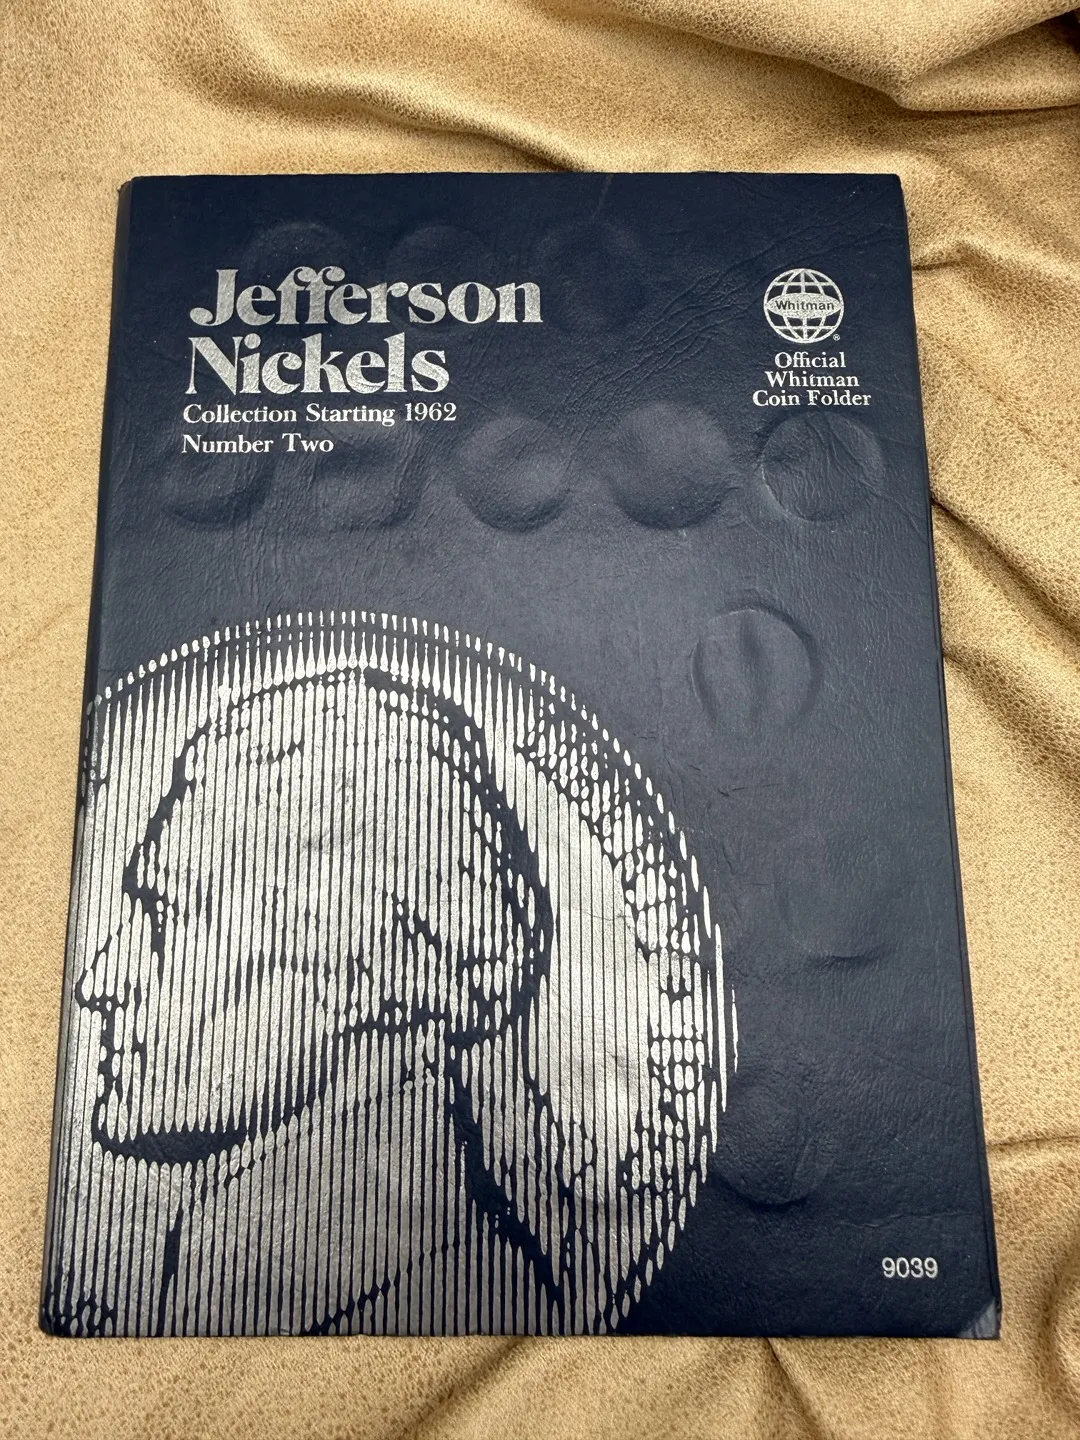 Jefferson
Nickels
Collection Starting 1962
Number Two
Whitman
®
Official
Whitman
Coin Folder
9039